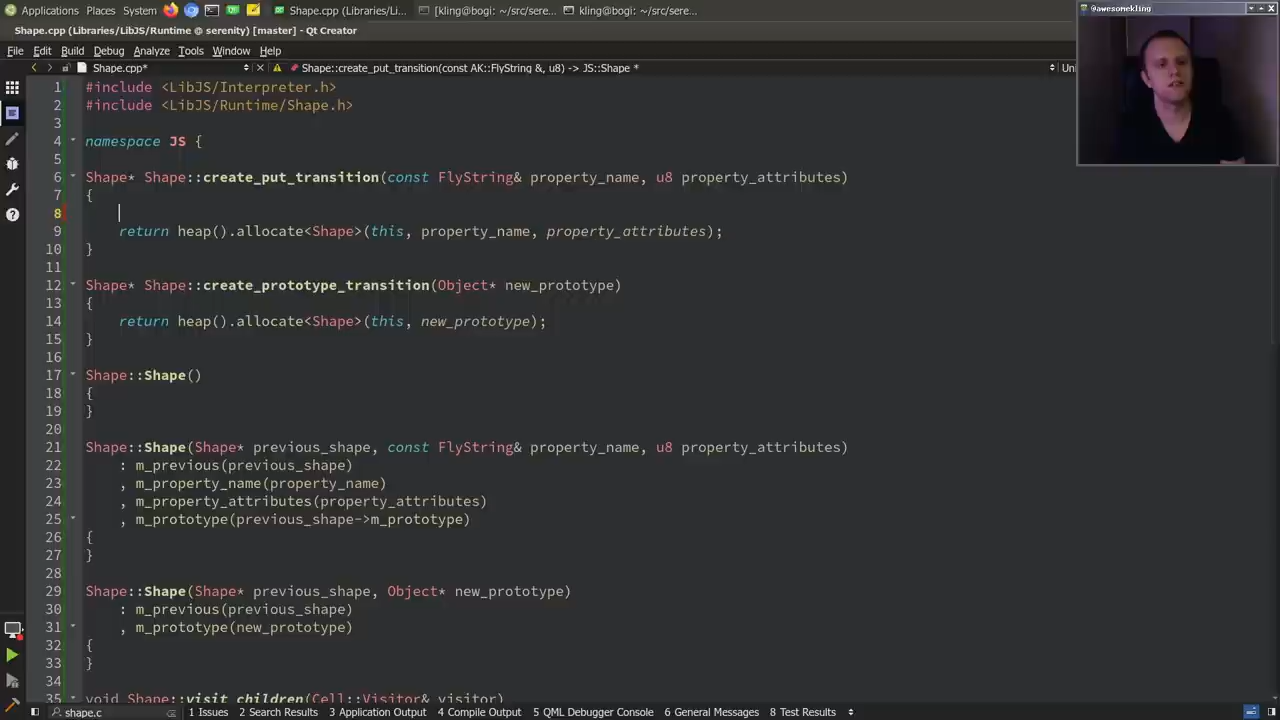 Applications Places System Shape.cpp (Libraries/Li... [kling@bogi: ~/src/sere... kling@bogi: ~/src/sere...
@awesomekling
Shape.cpp (Libraries/LibJS/Runtime @ serenity) [master] - Qt Creator
File Edit Build Debug Analyze Tools Window Help
Shape.cpp* Shape::create_put_transition(const AK::FlyString &, u8) -> JS::Shape * Uni
1 #include <LibJS/Interpreter.h>
2 #include <LibJS/Runtime/Shape.h>
3
4 namespace JS {
5
6 Shape* Shape::create_put_transition(const FlyString& property_name, u8 property_attributes)
7 {
8
9 return heap().allocate<Shape>(this, property_name, property_attributes);
10 }
11
12 Shape* Shape::create_prototype_transition(Object* new_prototype)
13 {
14 return heap().allocate<Shape>(this, new_prototype);
15 }
16
17 Shape::Shape()
18 {
19 }
20
21 Shape::Shape(Shape* previous_shape, const FlyString& property_name, u8 property_attributes)
22 : m_previous(previous_shape)
23 , m_property_name(property_name)
24 , m_property_attributes(property_attributes)
25 , m_prototype(previous_shape->m_prototype)
26 {
27 }
28
29 Shape::Shape(Shape* previous_shape, Object* new_prototype)
30 : m_previous(previous_shape)
31 , m_prototype(new_prototype)
32 {
33 }
34
35 void Shape::visit_children(Cell::Visitor& visitor)
shape.c 1 Issues 2 Search Results 3 Application Output 4 Compile Output 5 QML Debugger Console 6 General Messages 8 Test Results